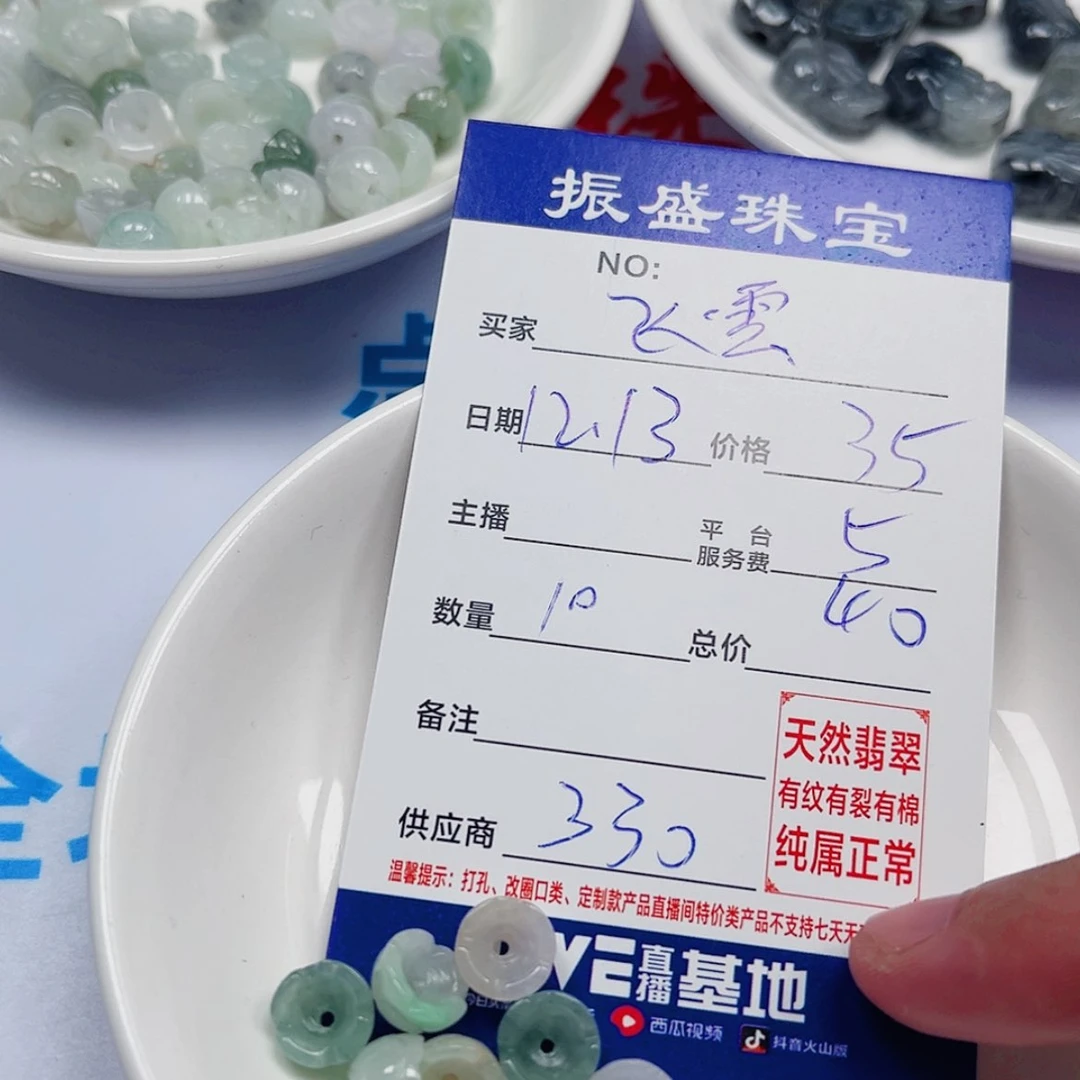 振盛珠宝
NO:
买家 飞雲
日期 12.13 价格 35
主播 平台服务费 5
数量 10 总价 40
备注
天然翡翠
有纹有裂有棉
纯属正常
供应商 330
温馨提示：打孔、改圈口类、定制款产品直播间特价类产品不支持七天
VE直播基地
西瓜视频 抖音火山版
点
全